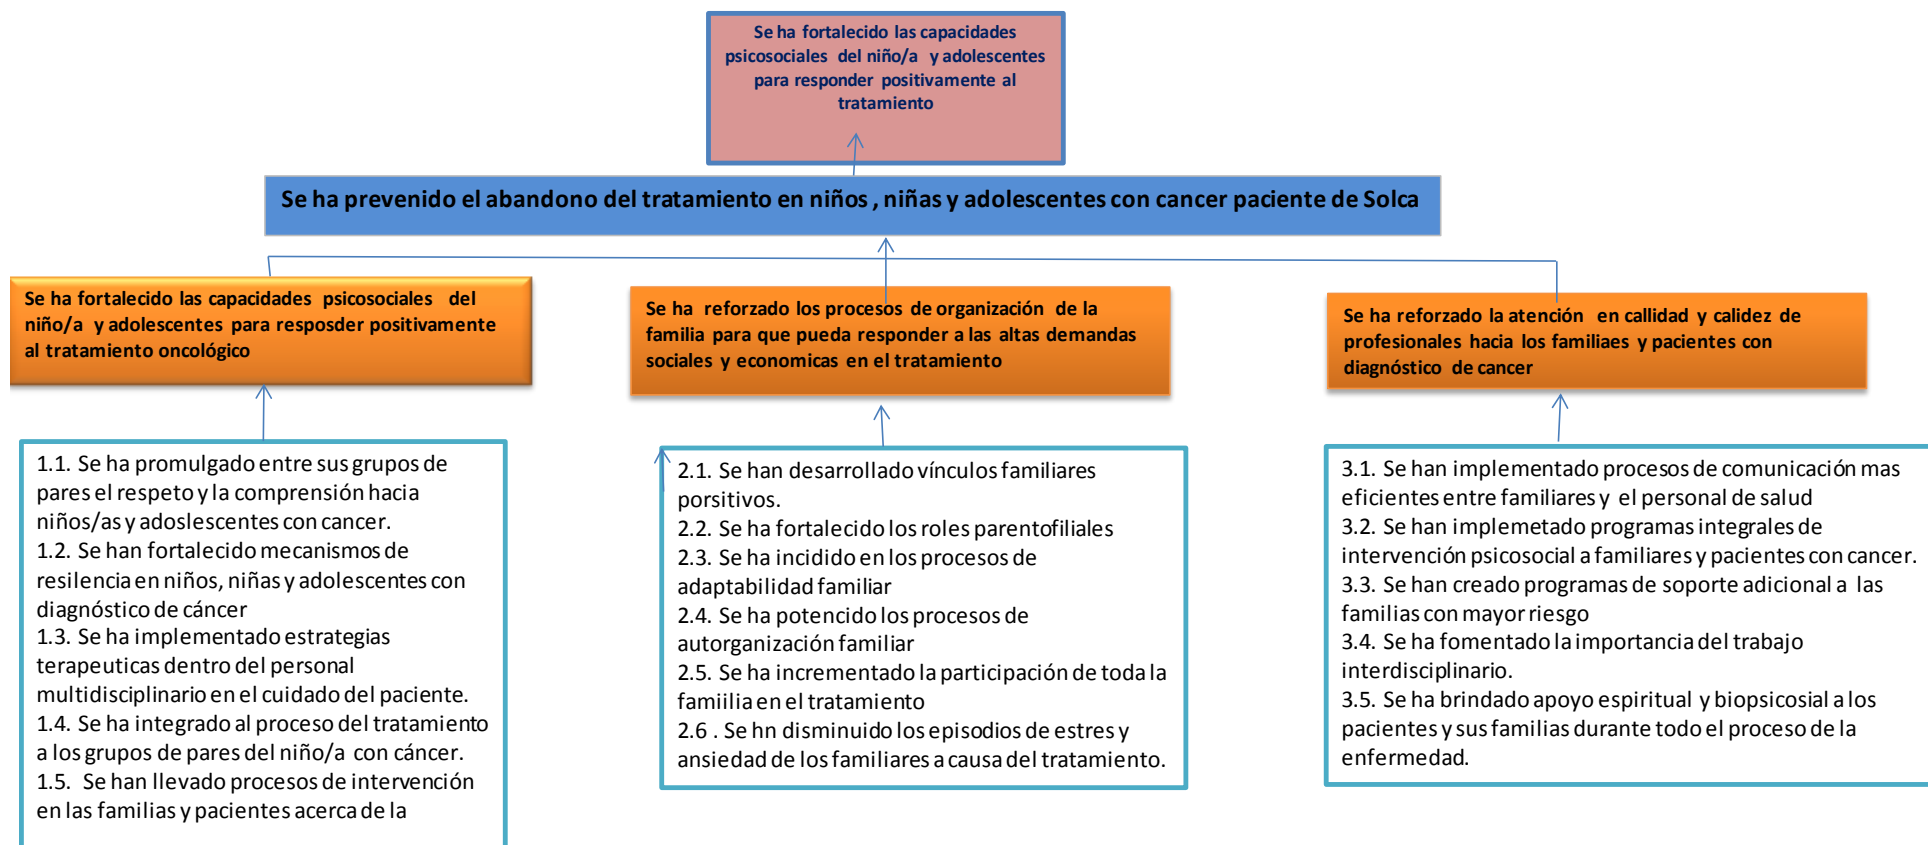 Se ha fortalecido las capacidades
psicosociales del niño/a y adolescentes
para responder positivamente al
tratamiento
Se ha prevenido el abandono del tratamiento en niños , niñas y adolescentes con cancer paciente de Solca
Se ha fortalecido las capacidades psicosociales del
niño/a y adolescentes para resposder positivamente
al tratamiento oncológico
Se ha reforzado los procesos de organización de la
familia para que pueda responder a las altas demandas
sociales y economicas en el tratamiento
Se ha reforzado la atención en callidad y calidez de
profesionales hacia los familiaes y pacientes con
diagnóstico de cancer
1.1. Se ha promulgado entre sus grupos de
pares el respeto y la comprensión hacia
niños/as y adoslescentes con cancer.
1.2. Se han fortalecido mecanismos de
resilencia en niños, niñas y adolescentes con
diagnóstico de cáncer
1.3. Se ha implementado estrategias
terapeuticas dentro del personal
multidisciplinario en el cuidado del paciente.
1.4. Se ha integrado al proceso del tratamiento
a los grupos de pares del niño/a con cáncer.
1.5. Se han llevado procesos de intervención
en las familias y pacientes acerca de la
2.1. Se han desarrollado vínculos familiares
porsitivos.
2.2. Se ha fortalecido los roles parentofiliales
2.3. Se ha incidido en los procesos de
adaptabilidad familiar
2.4. Se ha potencido los procesos de
autorganización familiar
2.5. Se ha incrementado la participación de toda la
famiilia en el tratamiento
2.6 . Se hn disminuido los episodios de estres y
ansiedad de los familiares a causa del tratamiento.
3.1. Se han implementado procesos de comunicación mas
eficientes entre familiares y el personal de salud
3.2. Se han implemetado programas integrales de
intervención psicosocial a familiares y pacientes con cancer.
3.3. Se han creado programas de soporte adicional a las
familias con mayor riesgo
3.4. Se ha fomentado la importancia del trabajo
interdisciplinario.
3.5. Se ha brindado apoyo espiritual y biopsicosial a los
pacientes y sus familias durante todo el proceso de la
enfermedad.